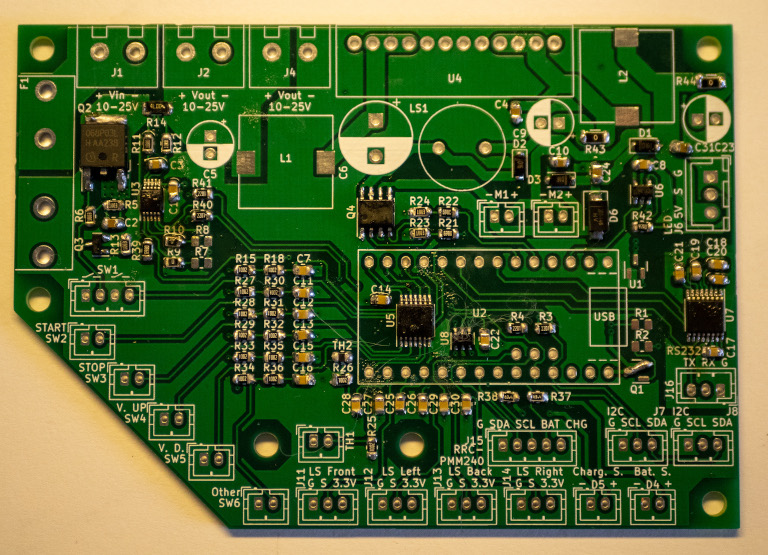 F1
J1
J2
J4
+ Vin -
10-25V
+ Vout -
10-25V
+ Vout -
10-25V
U4
L2
R44
0
Q2
R14
R11
R12
C3
U3
C5
L1
LS1
C6
C4
C9
D2
C10
D3
R43
0
D1
C8
C24
C31
C23
U6
S G
J6 5V
LED
R6
R5
C2
Q3
R39
R10
R9
R41
R40
R8
R7
Q4
R24
R22
R23
R21
-M1+
-M2+
D6
R42
SW1
R15
R18
C7
R27
R30
C11
R28
R31
C12
R29
R32
C13
R33
R35
C15
R34
R36
C16
C14
U5
U8
U2
C22
R4
R3
USB
U1
R1
R2
Q1
C21
C19
C18
C20
U7
C17
RS232
TX RX G
J16
TH2
R26
START
SW2
STOP
SW3
V. UP
SW4
V. D.
SW5
Other
SW6
C28
C27
C25
C26
C29
C30
R38
R37
R25
TH1
G SDA SCL BAT CHG
J15
RRC-
PMM240
I2C
J7
G SCL SDA
I2C
J8
G SCL SDA
J11
LS Front
G S 3.3V
J12
LS Left
G S 3.3V
J13
LS Back
G S 3.3V
J14
LS Right
G S 3.3V
Charg. S.
- D5 +
Bat. S.
- D4 +